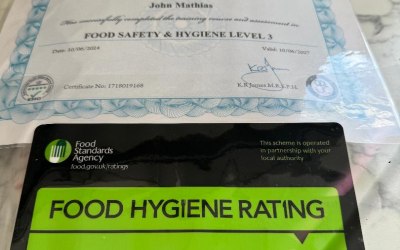 John Mathias
Has successfully completed the training course and assessment in
FOOD SAFETY & HYGIENE LEVEL 3
Date: 10/06/2024
Valid: 10/06/2027
Certificate No: 1718019168
Food
Standards
Agency
food.gov.uk/ratings
This scheme is operated
in partnership with your
local authority
FOOD HYGIENE RATING